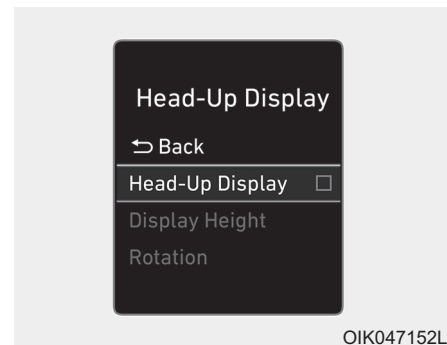 Head-Up Display
Back
Head-Up Display
Display Height
Rotation
OIK047152L